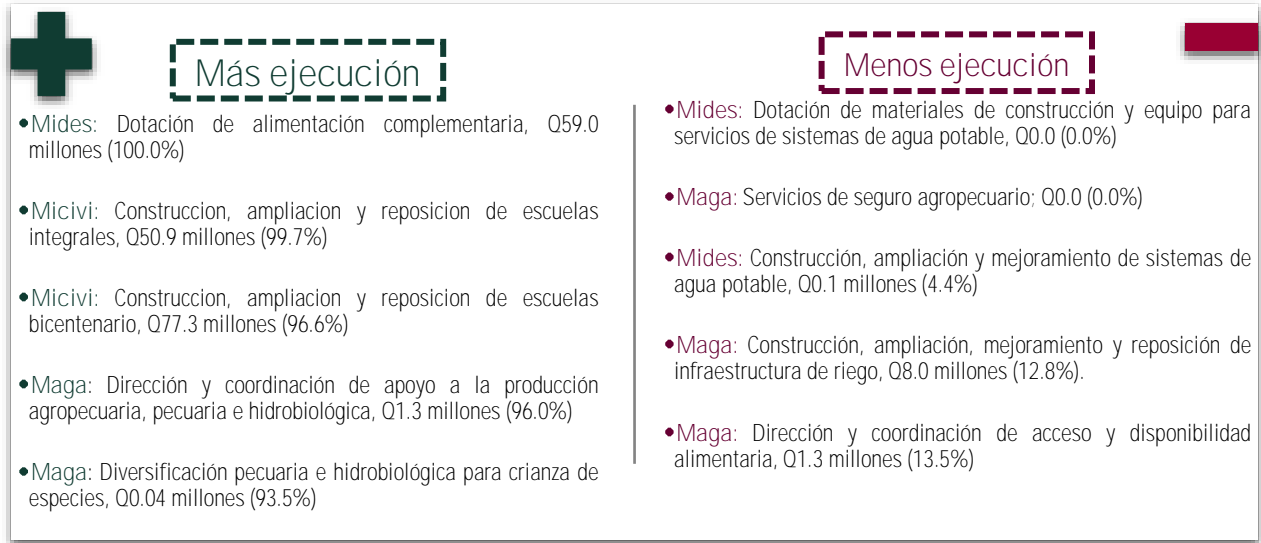 Más ejecución
•Mides: Dotación de alimentación complementaria, Q59.0
millones (100.0%)
•Micivi: Construccion, ampliacion y reposicion de escuelas
integrales, Q50.9 millones (99.7%)
•Micivi: Construccion, ampliacion y reposicion de escuelas
bicentenario, Q77.3 millones (96.6%)
•Maga: Dirección y coordinación de apoyo a la producción
agropecuaria, pecuaria e hidrobiológica, Q1.3 millones (96.0%)
•Maga: Diversificación pecuaria e hidrobiológica para crianza de
especies, Q0.04 millones (93.5%)
Menos ejecución
•Mides: Dotación de materiales de construcción y equipo para
servicios de sistemas de agua potable, Q0.0 (0.0%)
•Maga: Servicios de seguro agropecuario; Q0.0 (0.0%)
•Mides: Construcción, ampliación y mejoramiento de sistemas de
agua potable, Q0.1 millones (4.4%)
•Maga: Construcción, ampliación, mejoramiento y reposición de
infraestructura de riego, Q8.0 millones (12.8%).
•Maga: Dirección y coordinación de acceso y disponibilidad
alimentaria, Q1.3 millones (13.5%)